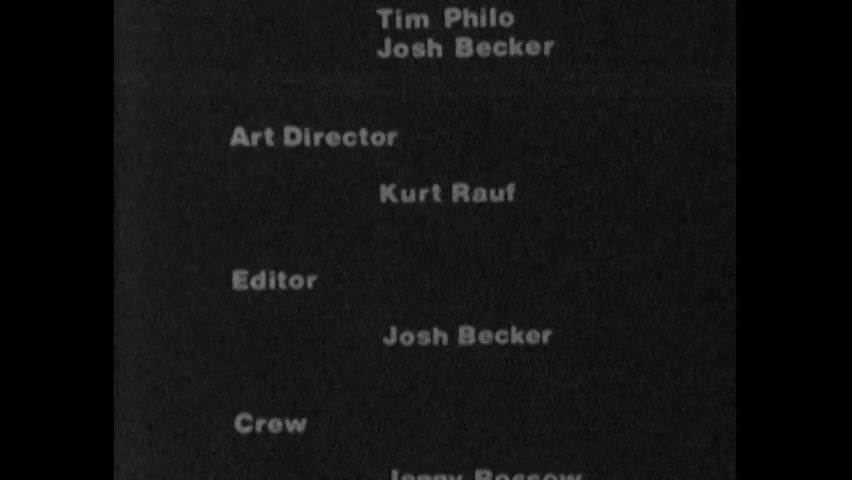 Tim Philo
Josh Becker
Art Director
Kurt Rauf
Editor
Josh Becker
Crew